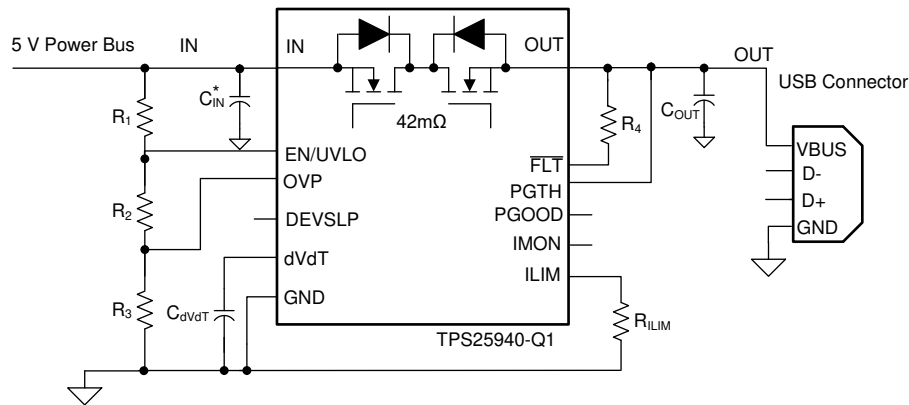 5 V Power Bus
IN
IN
OUT
OUT
USB Connector
R1
CIN*
42mΩ
R4
COUT
EN/UVLO
FLT
VBUS
OVP
PGTH
D-
R2
DEVSLP
PGOOD
D+
IMON
GND
dVdT
ILIM
R3
CdVdT
GND
RILIM
TPS25940-Q1